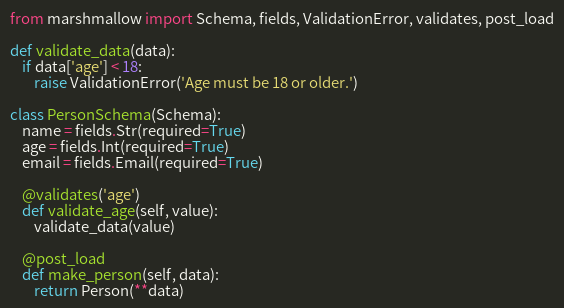 from marshmallow import Schema, fields, ValidationError, validates, post_load
def validate_data(data):
if data['age'] < 18:
raise ValidationError('Age must be 18 or older.')
class PersonSchema(Schema):
name = fields.Str(required=True)
age = fields.Int(required=True)
email = fields.Email(required=True)
@validates('age')
def validate_age(self, value):
validate_data(value)
@post_load
def make_person(self, data):
return Person(**data)